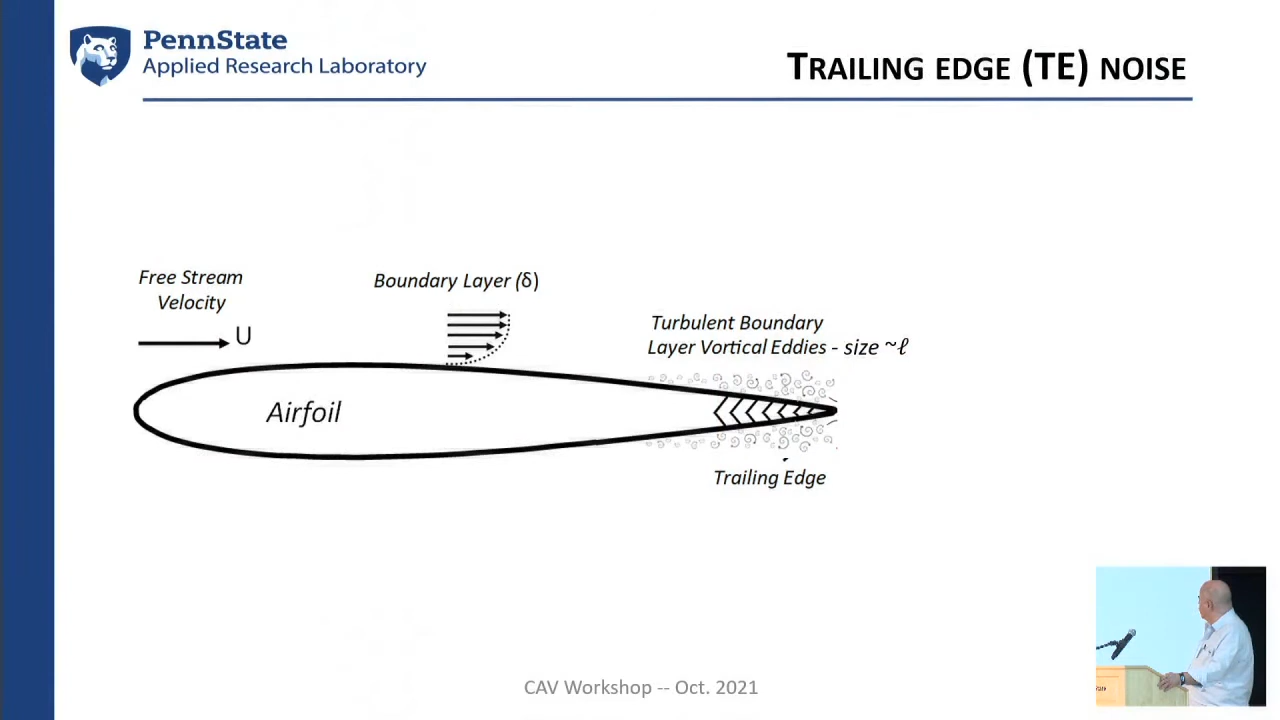 PennState
Applied Research Laboratory
TRAILING EDGE (TE) NOISE
Free Stream
Velocity
U
Boundary Layer (δ)
Turbulent Boundary
Layer Vortical Eddies - size ~ℓ
Airfoil
Trailing Edge
CAV Workshop -- Oct. 2021